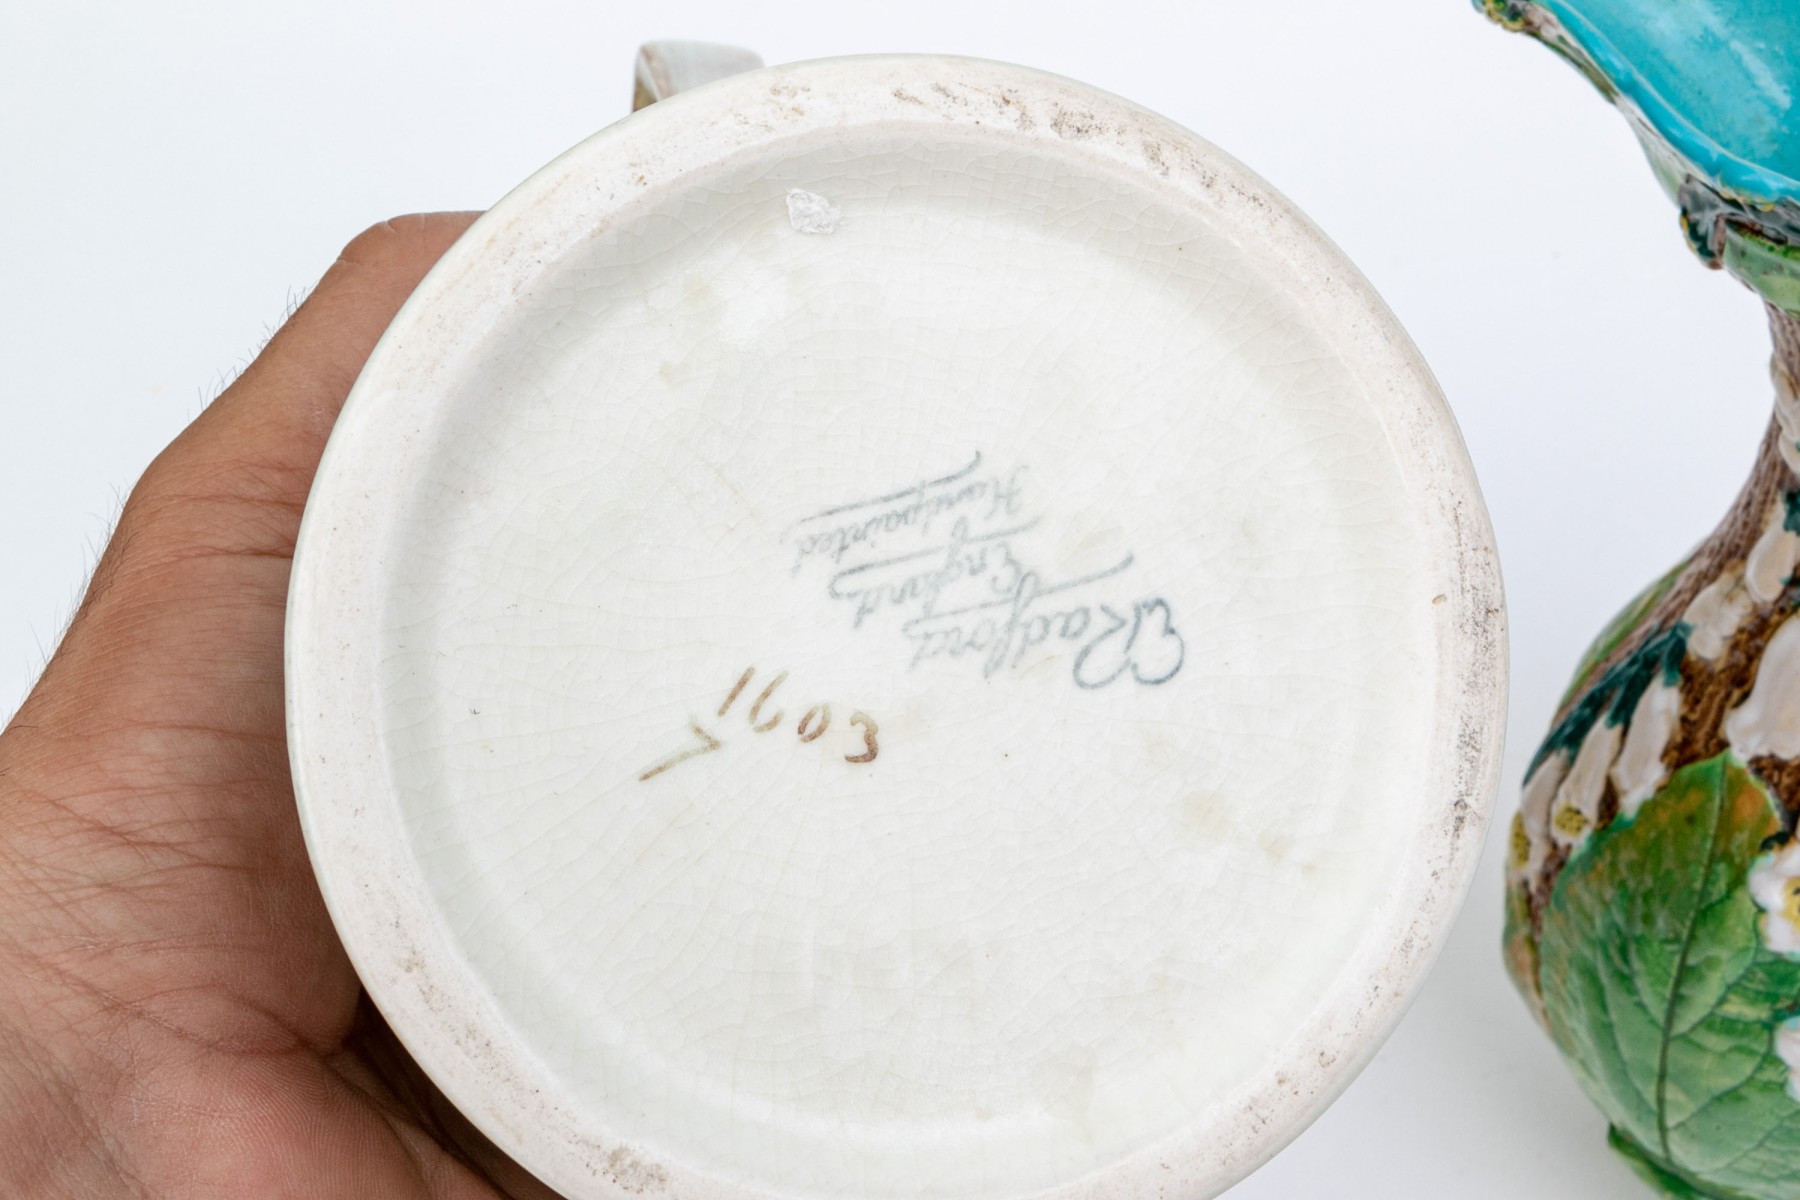 E. Radford
England
Handpainted
1603